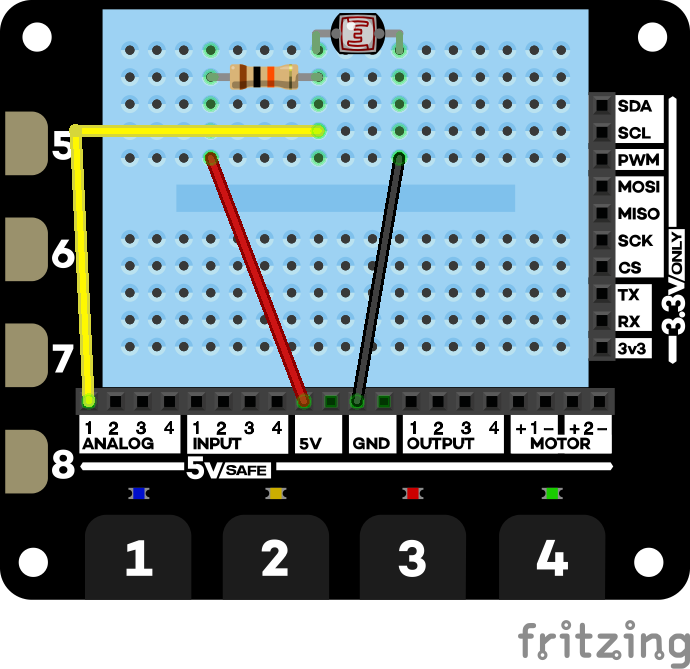 5
6
7
8
SDA
SCL
PWM
MOSI
MISO
SCK
CS
TX
RX
3v3
3.3v/ONLY
1 2 3 4 1 2 3 4 1 2 3 4 +1- +2-
ANALOG INPUT 5V GND OUTPUT MOTOR
5v/SAFE
1 2 3 4
fritzing